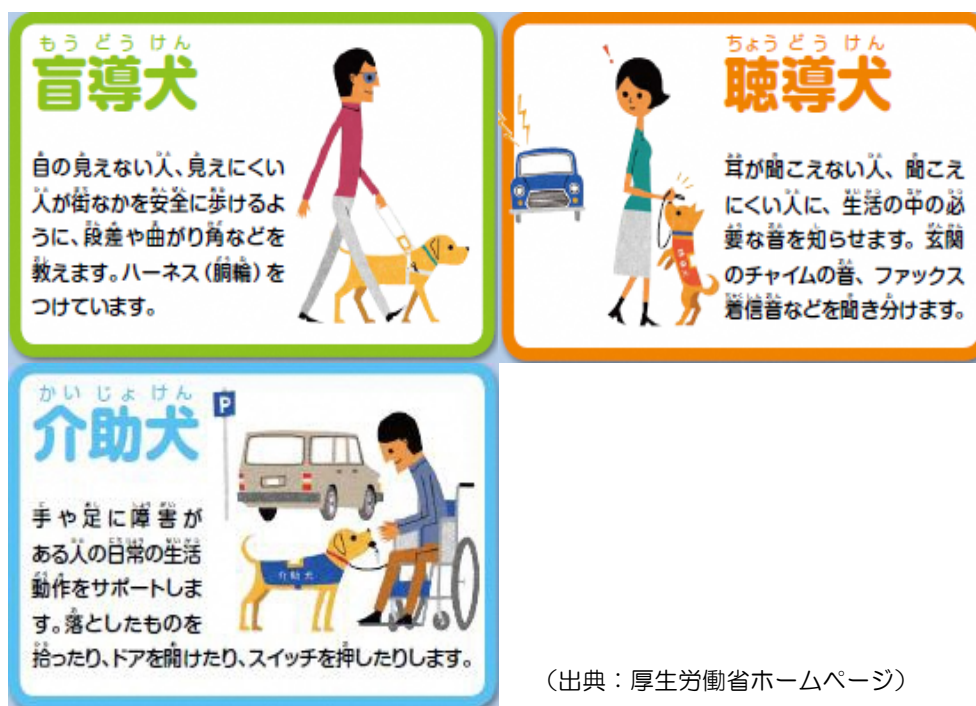 もうどうけん
盲導犬
目の見えない人、見えにくい
人が街なかを安全に歩けるよ
うに、段差や曲がり角などを
教えます。ハーネス（胴輪）を
つけています。
ちょうどうけん
聴導犬
耳が聞こえない人、聞こえ
にくい人に、生活の中の必
要な音を知らせます。玄関
のチャイムの音、ファックス
着信音などを聞き分けます。
かいじょけん
介助犬
P
手や足に障害が
ある人の日常の生活
動作をサポートしま
す。落としたものを
拾ったり、ドアを開けたり、スイッチを押したりします。
介助犬
（出典：厚生労働省ホームページ）